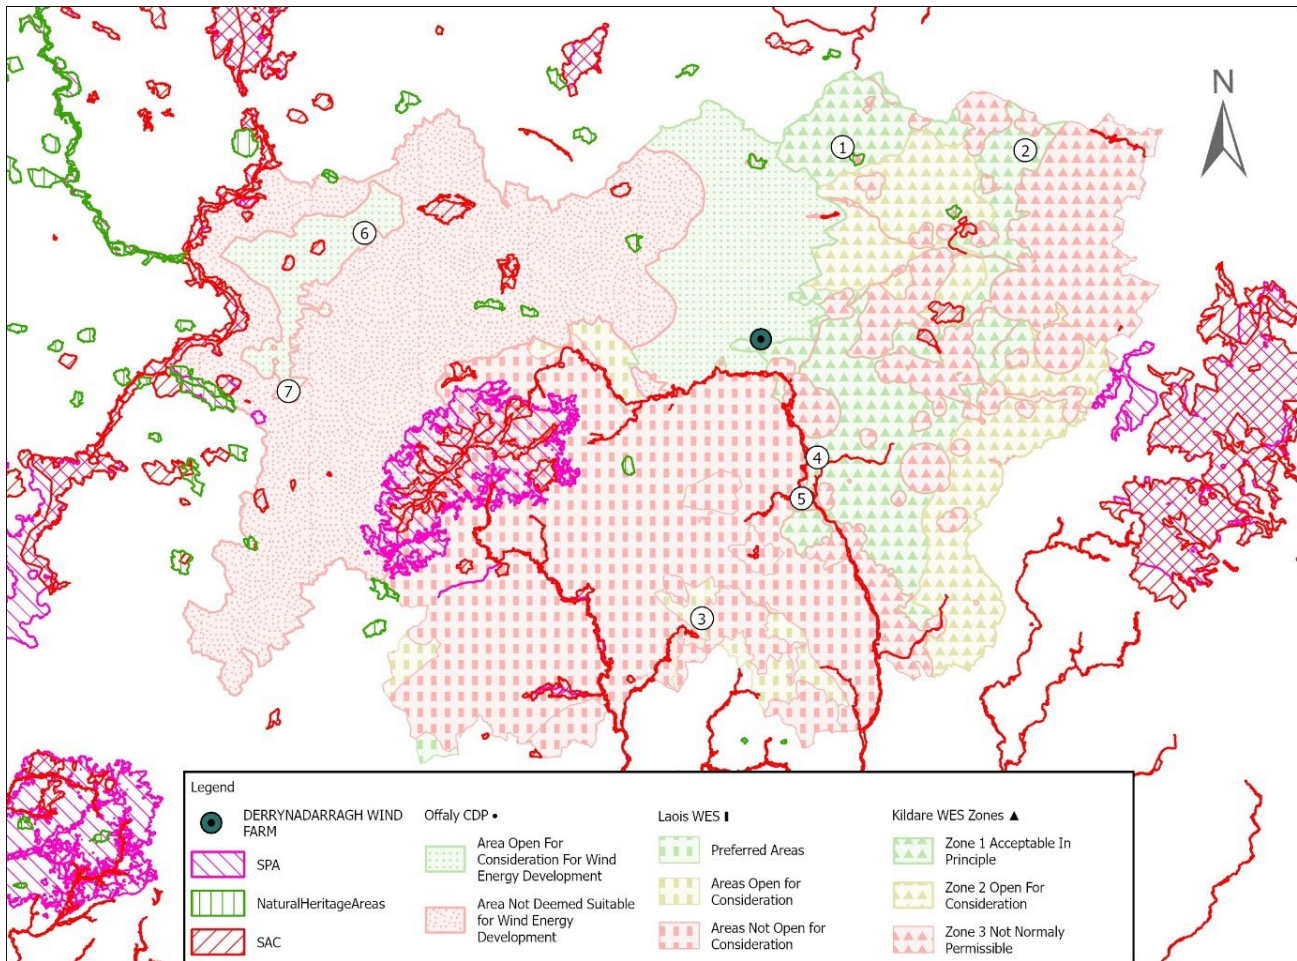 N
1
2
6
7
4
5
3
Legend
DERRYNADARRAGH WIND
FARM
SPA
NaturalHeritageAreas
SAC
Offaly CDP
Area Open For
Consideration For Wind
Energy Development
Area Not Deemed Suitable
for Wind Energy
Development
Laois WES
Preferred Areas
Areas Open for
Consideration
Areas Not Open for
Consideration
Kildare WES Zones
Zone 1 Acceptable In
Principle
Zone 2 Open For
Consideration
Zone 3 Not Normaly
Permissible